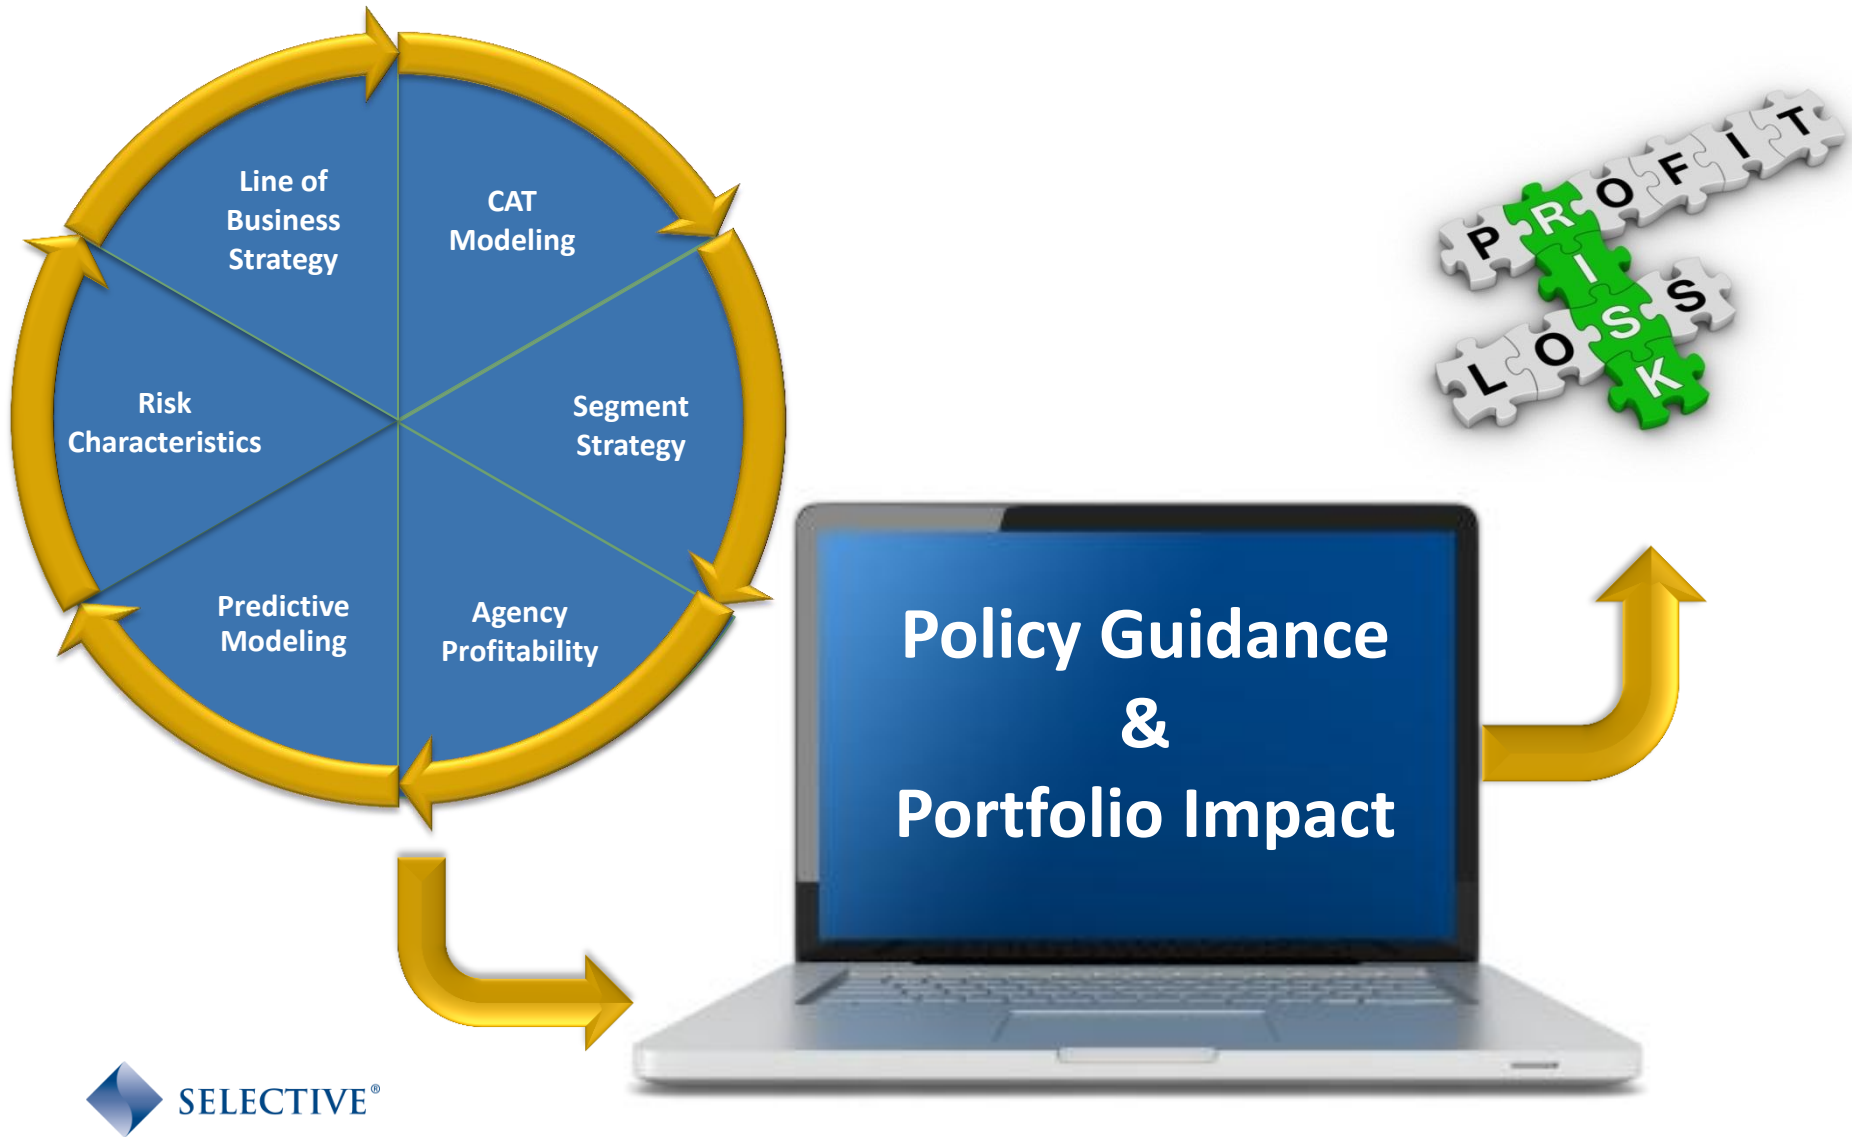 Line of
Business
Strategy
CAT
Modeling
Segment
Strategy
Agency
Profitability
Predictive
Modeling
Risk
Characteristics
PROFIT
RISK
LOSS
Policy Guidance
&
Portfolio Impact
SELECTIVE®